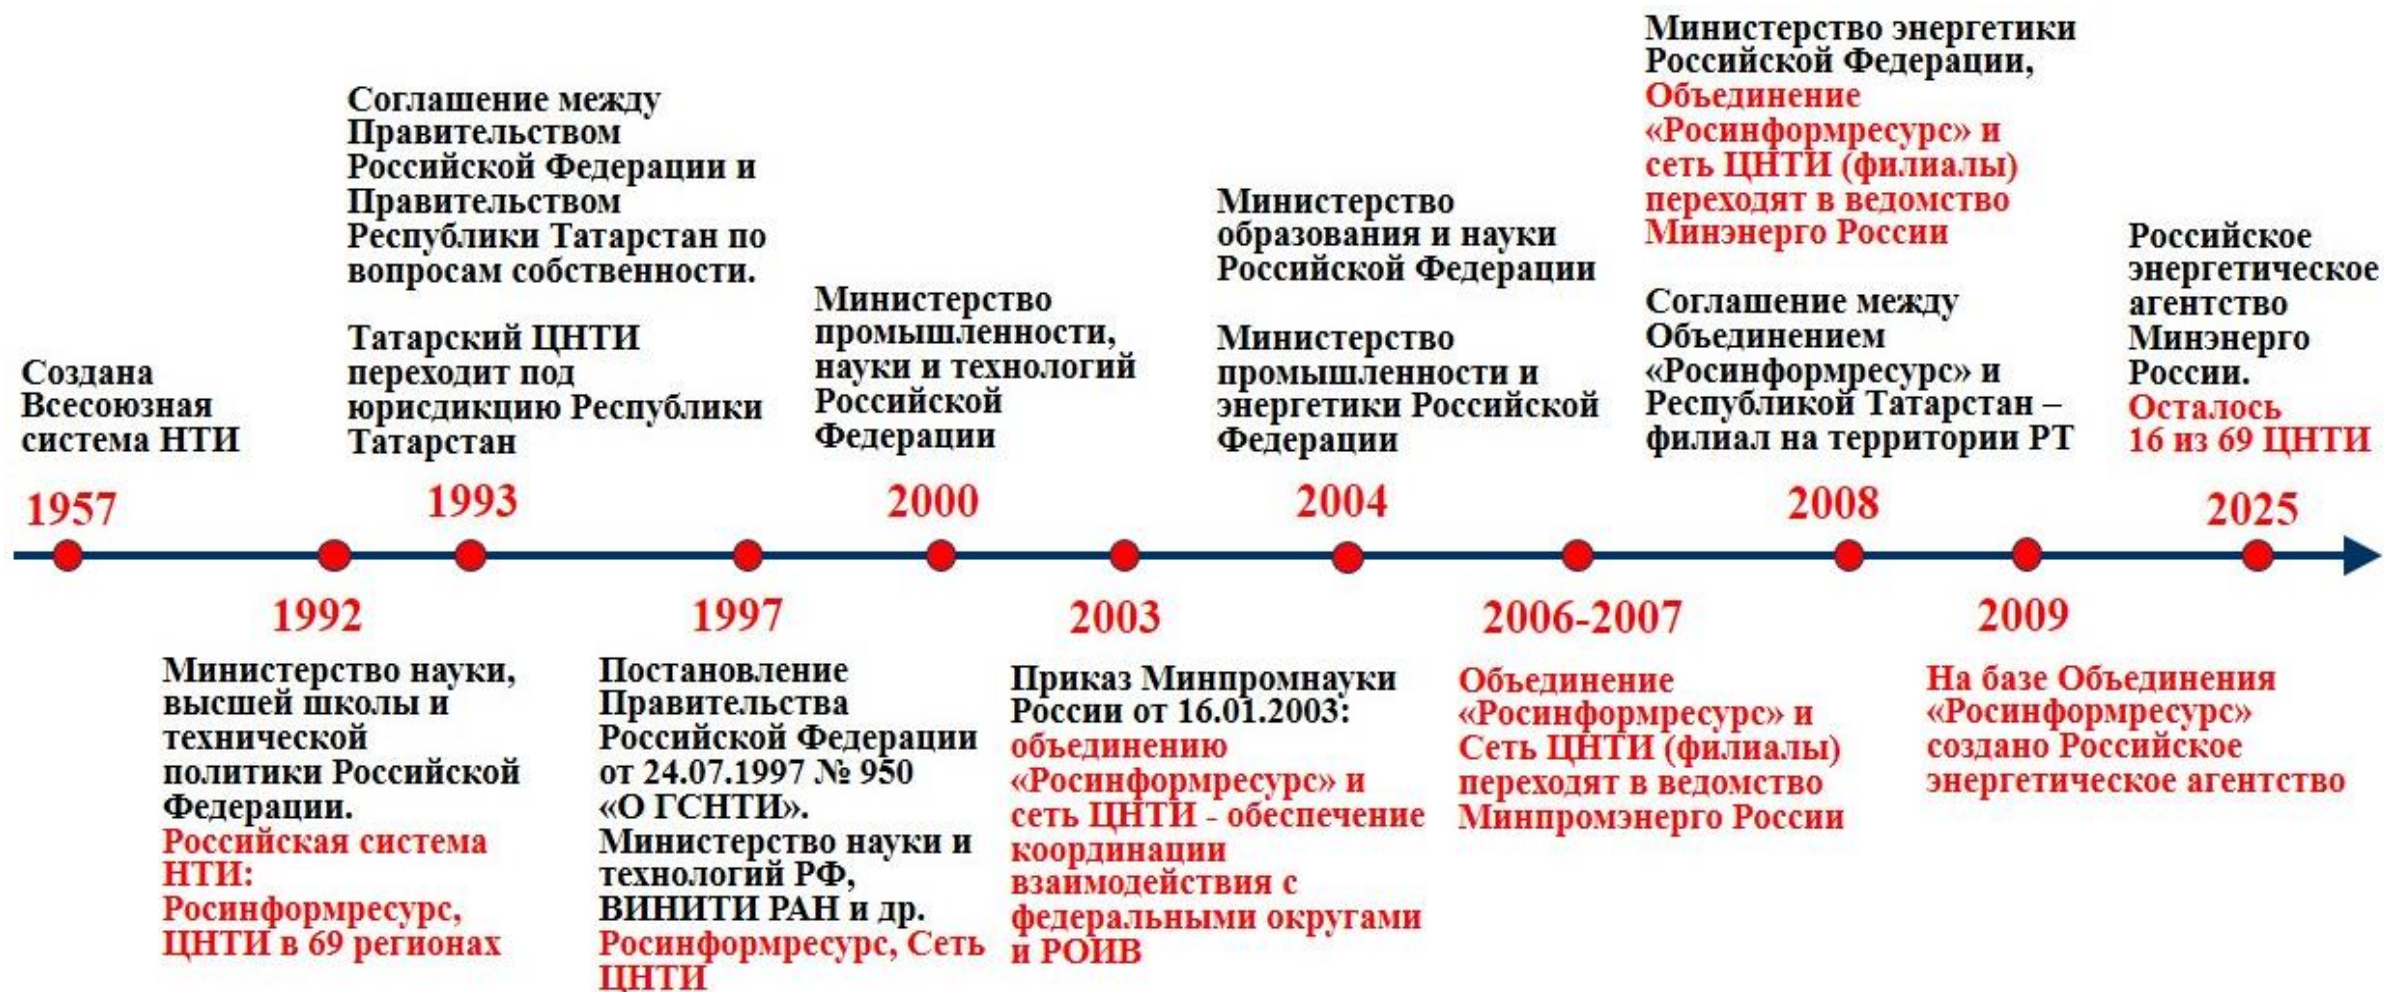 Создана
Всесоюзная
система НТИ
1957
1992
Министерство науки,
высшей школы и
технической
политики Российской
Федерации.
Российская система
НТИ:
Росинформресурс,
ЦНТИ в 69 регионах
Соглашение между
Правительством
Российской Федерации и
Правительством
Республики Татарстан по
вопросам собственности.
Татарский ЦНТИ
переходит под
юрисдикцию Республики
Татарстан
1993
1997
Постановление
Правительства
Российской Федерации
от 24.07.1997 № 950
«О ГСНТИ».
Министерство науки и
технологий РФ,
ВИНИТИ РАН и др.
Росинформресурс, Сеть
ЦНТИ
Министерство
промышленности,
науки и технологий
Российской
Федерации
2000
2003
Приказ Минпромнауки
России от 16.01.2003:
объединению
«Росинформресурс» и
сеть ЦНТИ - обеспечение
координации
взаимодействия с
федеральными округами
и РОИВ
Министерство
образования и науки
Российской Федерации
Министерство
промышленности и
энергетики Российской
Федерации
2004
2006-2007
Объединение
«Росинформресурс» и
Сеть ЦНТИ (филиалы)
переходят в ведомство
Минпромэнерго России
Министерство энергетики
Российской Федерации,
Объединение
«Росинформресурс» и
сеть ЦНТИ (филиалы)
переходят в ведомство
Минэнерго России
Соглашение между
Объединением
«Росинформресурс» и
Республикой Татарстан –
филиал на территории РТ
2008
2009
На базе Объединения
«Росинформресурс»
создано Российское
энергетическое агентство
Российское
энергетическое
агентство
Минэнерго
России.
Осталось
16 из 69 ЦНТИ
2025